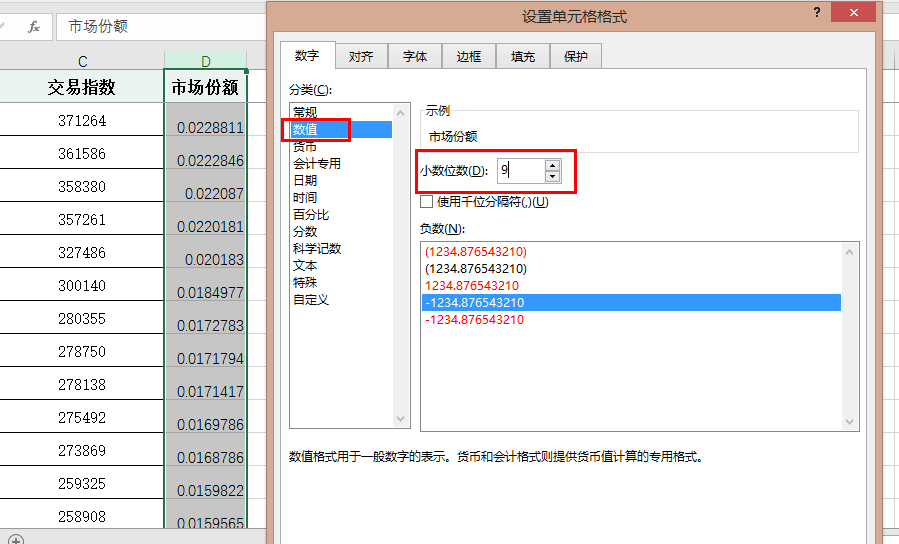 设置单元格格式
?
×
fx 市场份额
C D
交易指数 市场份额
371264 0.0228811
361586 0.0222846
358380 0.022087
357261 0.0220181
327486 0.020183
300140 0.0184977
280355 0.0172783
278750 0.0171794
278138 0.0171417
275492 0.0169786
273869 0.0168786
259325 0.0159822
258908 0.0159565
数字 对齐 字体 边框 填充 保护
分类(C):
常规
数值
货币
会计专用
日期
时间
百分比
分数
科学记数
文本
特殊
自定义
示例
市场份额
小数位数(D): 9
使用千位分隔符(,)(U)
负数(N):
(1234.876543210)
(1234.876543210)
1234.876543210
-1234.876543210
-1234.876543210
数值格式用于一般数字的表示。货币和会计格式则提供货币值计算的专用格式。